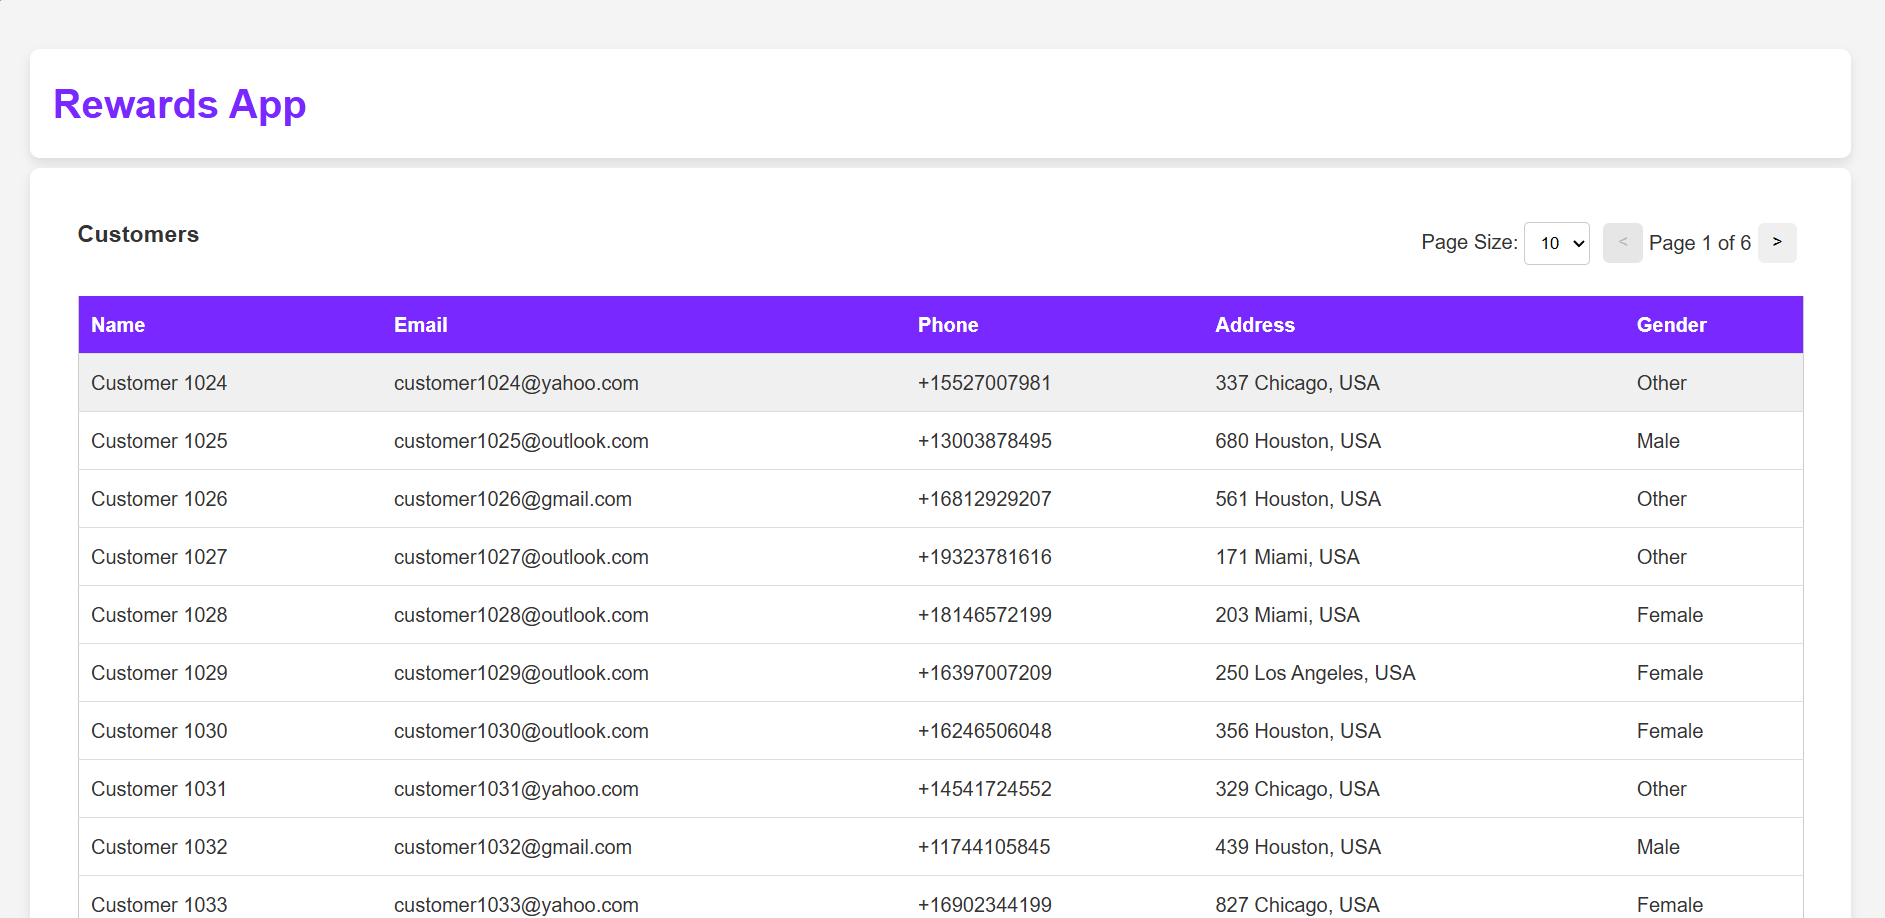 Rewards App
Customers
Page Size: 10 < Page 1 of 6 >
Name Email Phone Address Gender
Customer 1024 customer1024@yahoo.com +15527007981 337 Chicago, USA Other
Customer 1025 customer1025@outlook.com +13003878495 680 Houston, USA Male
Customer 1026 customer1026@gmail.com +16812929207 561 Houston, USA Other
Customer 1027 customer1027@outlook.com +19323781616 171 Miami, USA Other
Customer 1028 customer1028@outlook.com +18146572199 203 Miami, USA Female
Customer 1029 customer1029@outlook.com +16397007209 250 Los Angeles, USA Female
Customer 1030 customer1030@outlook.com +16246506048 356 Houston, USA Female
Customer 1031 customer1031@yahoo.com +14541724552 329 Chicago, USA Other
Customer 1032 customer1032@gmail.com +11744105845 439 Houston, USA Male
Customer 1033 customer1033@yahoo.com +16902344199 827 Chicago, USA Female